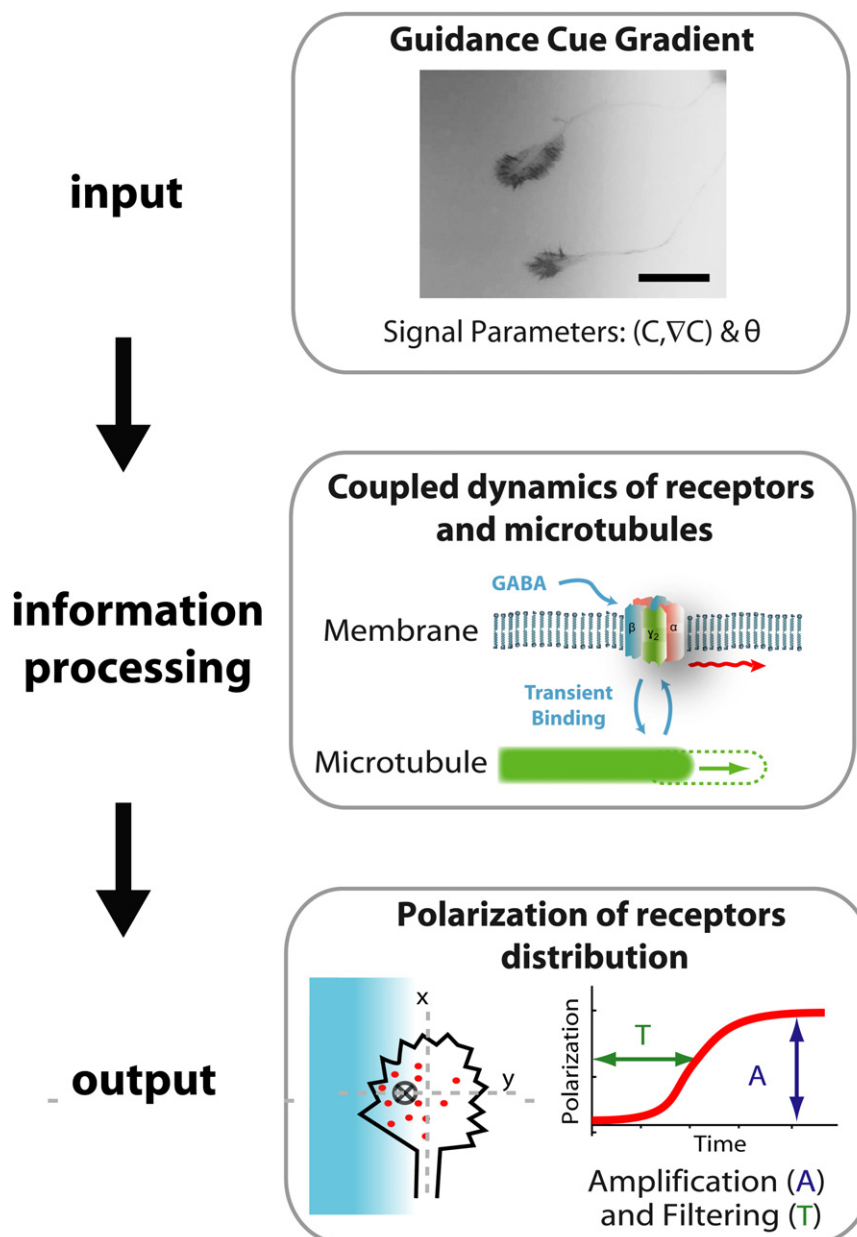 Guidance Cue Gradient
input
Signal Parameters: (C,∇C) & θ
Coupled dynamics of receptors
and microtubules
information
processing
GABA
Membrane
β
γ2
α
Transient
Binding
Microtubule
Polarization of receptors
distribution
output
x
y
Polarization
T
A
Time
Amplification (A)
and Filtering (T)